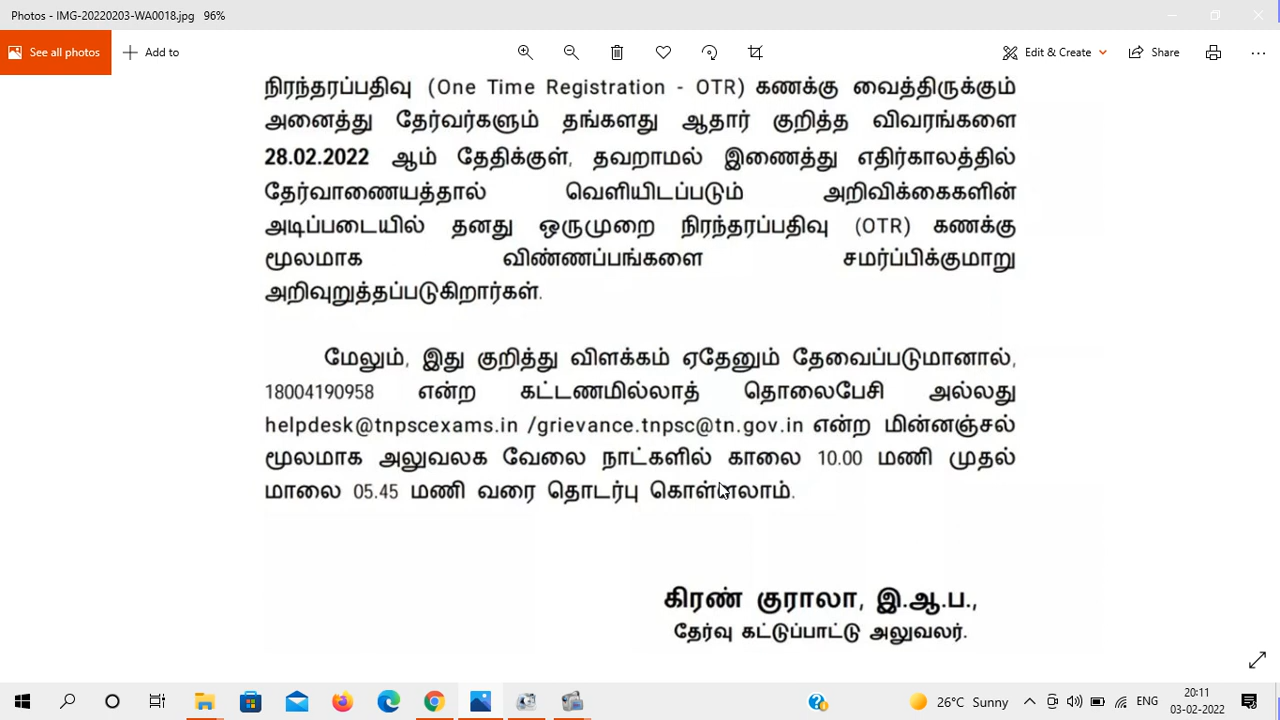 Photos - IMG-20220203-WA0018.jpg 96%
See all photos
Add to
Edit & Create
Share
நிரந்தரப்பதிவு (One Time Registration - OTR) கணக்கு வைத்திருக்கும்
அனைத்து தேர்வர்களும் தங்களது ஆதார் குறித்த விவரங்களை
28.02.2022 ஆம் தேதிக்குள், தவறாமல் இணைத்து எதிர்காலத்தில்
தேர்வாணையத்தால் வெளியிடப்படும் அறிவிக்கைகளின்
அடிப்படையில் தனது ஒருமுறை நிரந்தரப்பதிவு (OTR) கணக்கு
மூலமாக விண்ணப்பங்களை சமர்ப்பிக்குமாறு
அறிவுறுத்தப்படுகிறார்கள்.
மேலும், இது குறித்து விளக்கம் ஏதேனும் தேவைப்படுமானால்,
18004190958 என்ற கட்டணமில்லாத் தொலைபேசி அல்லது
helpdesk@tnpscexams.in /grievance.tnpsc@tn.gov.in என்ற மின்னஞ்சல்
மூலமாக அலுவலக வேலை நாட்களில் காலை 10.00 மணி முதல்
மாலை 05.45 மணி வரை தொடர்பு கொள்ளலாம்.
கிரண் குராலா, இ.ஆ.ப.,
தேர்வு கட்டுப்பாட்டு அலுவலர்.
26°C Sunny
ENG
20:11
03-02-2022